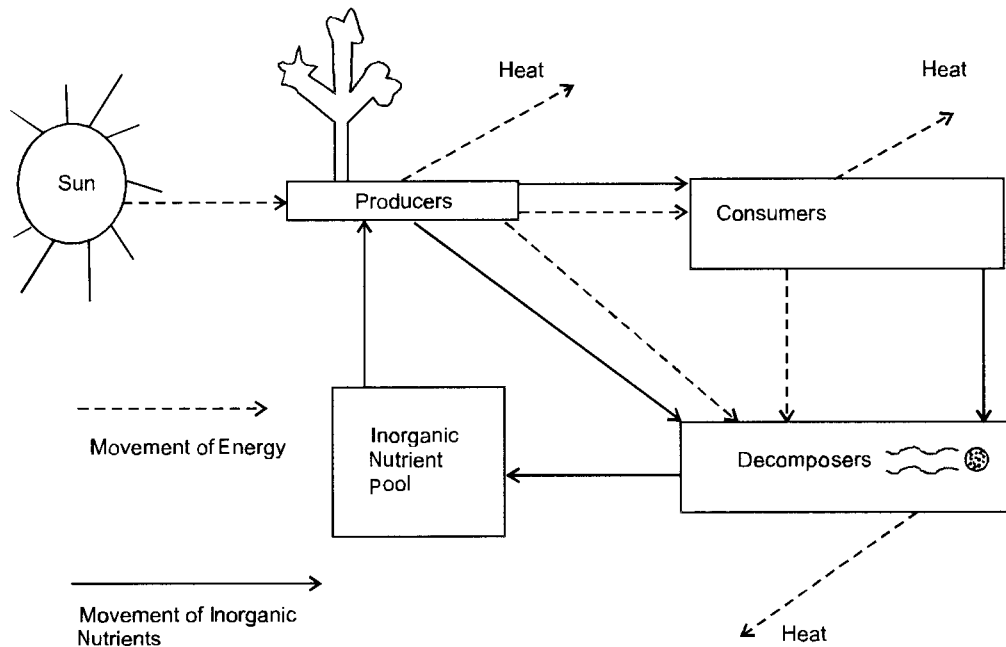 Heat
Heat
Sun
Producers
Consumers
Movement of Energy
Inorganic
Nutrient
Pool
Decomposers
Movement of Inorganic
Nutrients
Heat